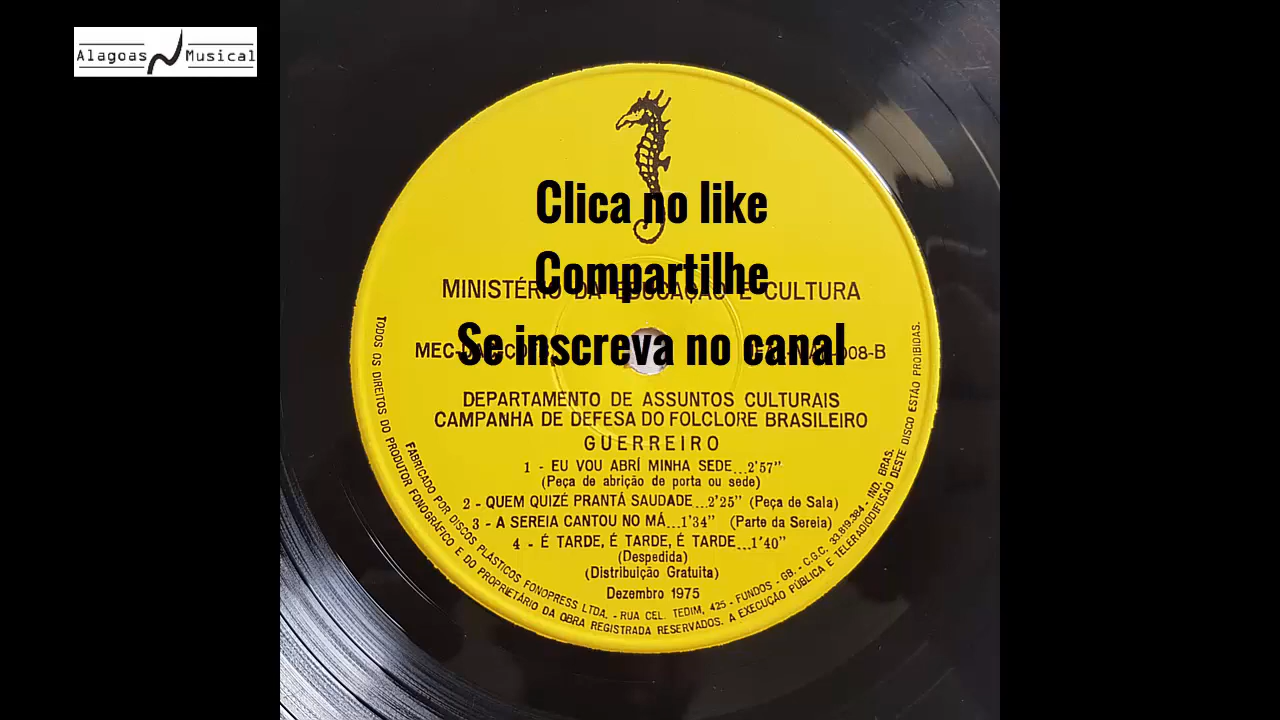 Alagoas Musical
Clica no like
Compartilhe
Se inscreva no canal
MINISTÉRIO DA EDUCAÇÃO E CULTURA
008-B
DEPARTAMENTO DE ASSUNTOS CULTURAIS
CAMPANHA DE DEFESA DO FOLCLORE BRASILEIRO
GUERREIRO
1 - EU VOU ABRÍ MINHA SEDE...2'57"
(Peça de abrição de porta ou sede)
2 - QUEM QUIZÉ PRANTÁ SAUDADE...2'25" (Peça de Sala)
3 - A SEREIA CANTOU NO MÁ...1'34" (Parte da Sereia)
4 - É TARDE, É TARDE, É TARDE...1'40"
(Despedida)
(Distribuição Gratuita)
Dezembro 1975
FABRICADO POR DISCOS PLASTICOS FONOPRESS LTDA. - RUA CEL. TEDIM, 425 - FUNDOS - GB. - C.G.C. 33.819.384 - IND. BRAS.
TODOS OS DIREITOS DO PRODUTOR FONOGRÁFICO E DO PROPRIETÁRIO DA OBRA REGISTRADA RESERVADOS. A EXECUÇÃO PÚBLICA E TELERADIODIFUSÃO DESTE DISCO ESTÃO PROIBIDAS.